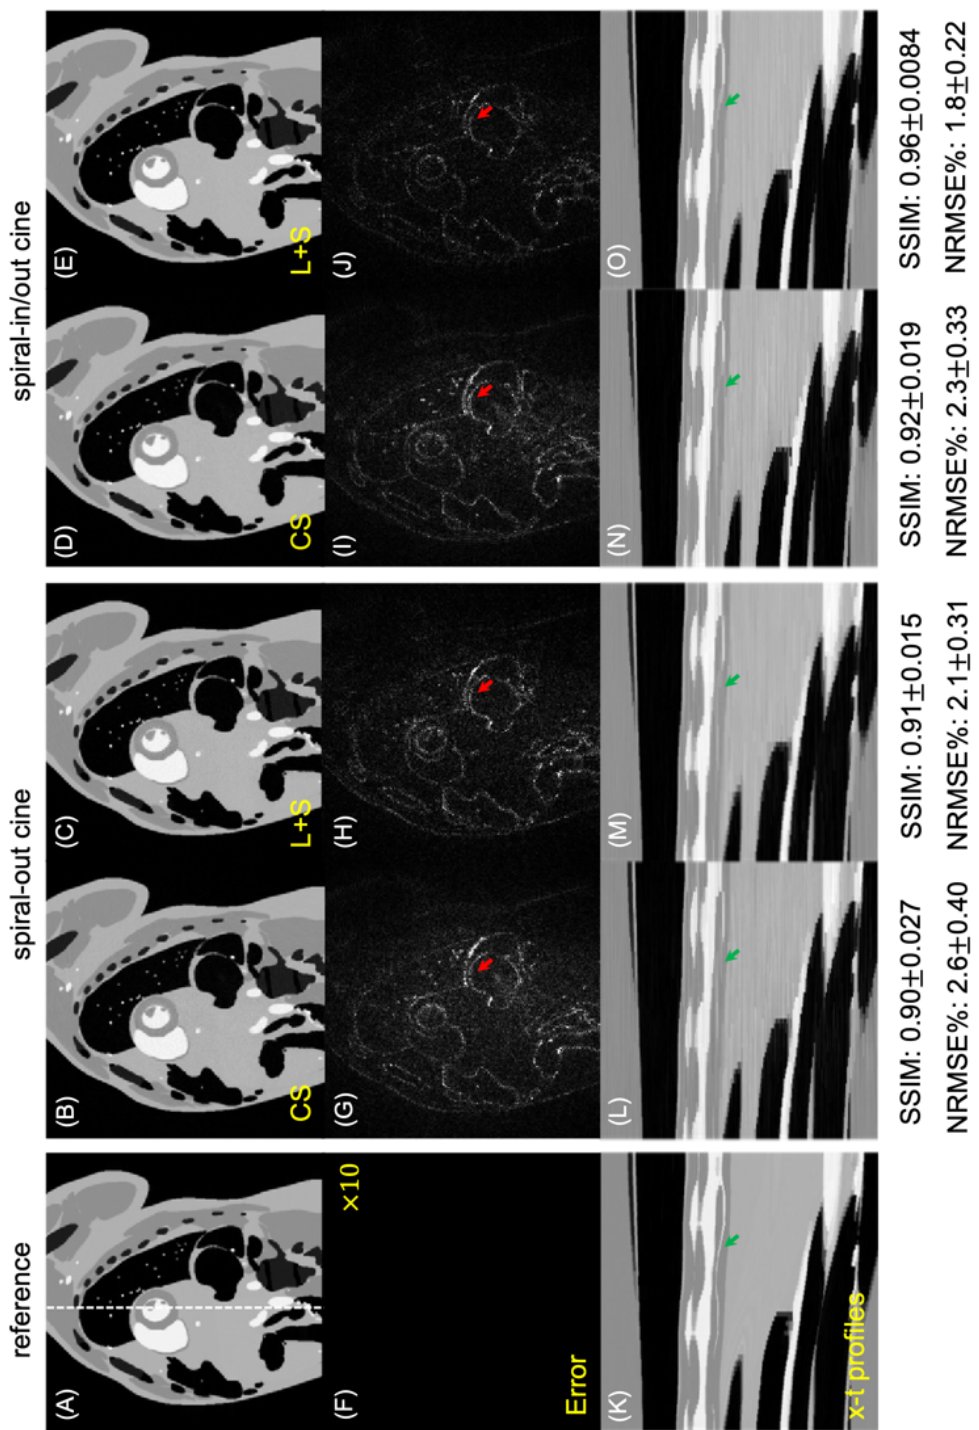 reference
spiral-out cine
spiral-in/out cine
(A)
(B)
CS
(C)
L+S
(D)
CS
(E)
L+S
(F)
×10
Error
(G)
(H)
(I)
(J)
(K)
x-t profiles
(L)
(M)
(N)
(O)
SSIM: 0.90±0.027
SSIM: 0.91±0.015
SSIM: 0.92±0.019
SSIM: 0.96±0.0084
NRMSE%: 2.6±0.40
NRMSE%: 2.1±0.31
NRMSE%: 2.3±0.33
NRMSE%: 1.8±0.22